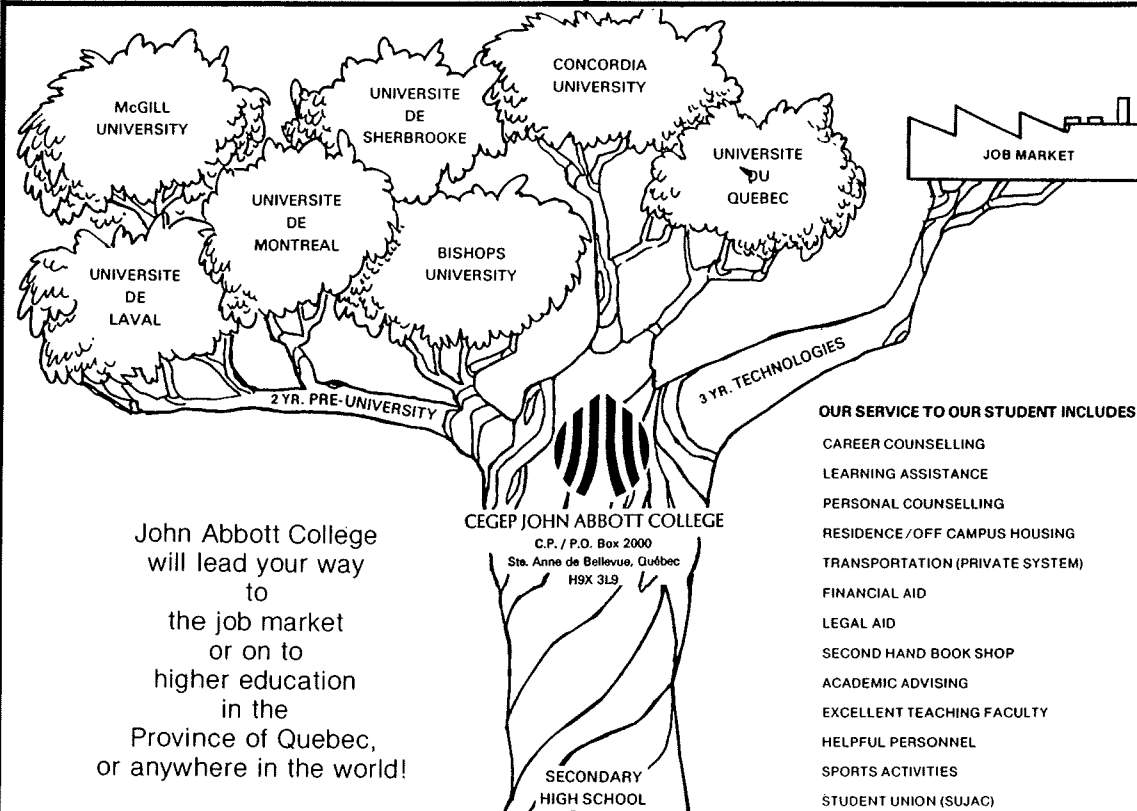 McGILL
UNIVERSITY
UNIVERSITE
DE
SHERBROOKE
CONCORDIA
UNIVERSITY
UNIVERSITE
DU
QUEBEC
JOB MARKET
UNIVERSITE
DE
MONTREAL
BISHOPS
UNIVERSITY
UNIVERSITE
DE
LAVAL
2 YR. PRE-UNIVERSITY
3 YR. TECHNOLOGIES
CEGEP JOHN ABBOTT COLLEGE
C.P. / P.O. Box 2000
Ste. Anne de Bellevue, Québec
H9X 3L9
John Abbott College
will lead your way
to
the job market
or on to
higher education
in the
Province of Quebec,
or anywhere in the world!
SECONDARY
HIGH SCHOOL
OUR SERVICE TO OUR STUDENT INCLUDES
CAREER COUNSELLING
LEARNING ASSISTANCE
PERSONAL COUNSELLING
RESIDENCE/OFF CAMPUS HOUSING
TRANSPORTATION (PRIVATE SYSTEM)
FINANCIAL AID
LEGAL AID
SECOND HAND BOOK SHOP
ACADEMIC ADVISING
EXCELLENT TEACHING FACULTY
HELPFUL PERSONNEL
SPORTS ACTIVITIES
STUDENT UNION (SUJAC)